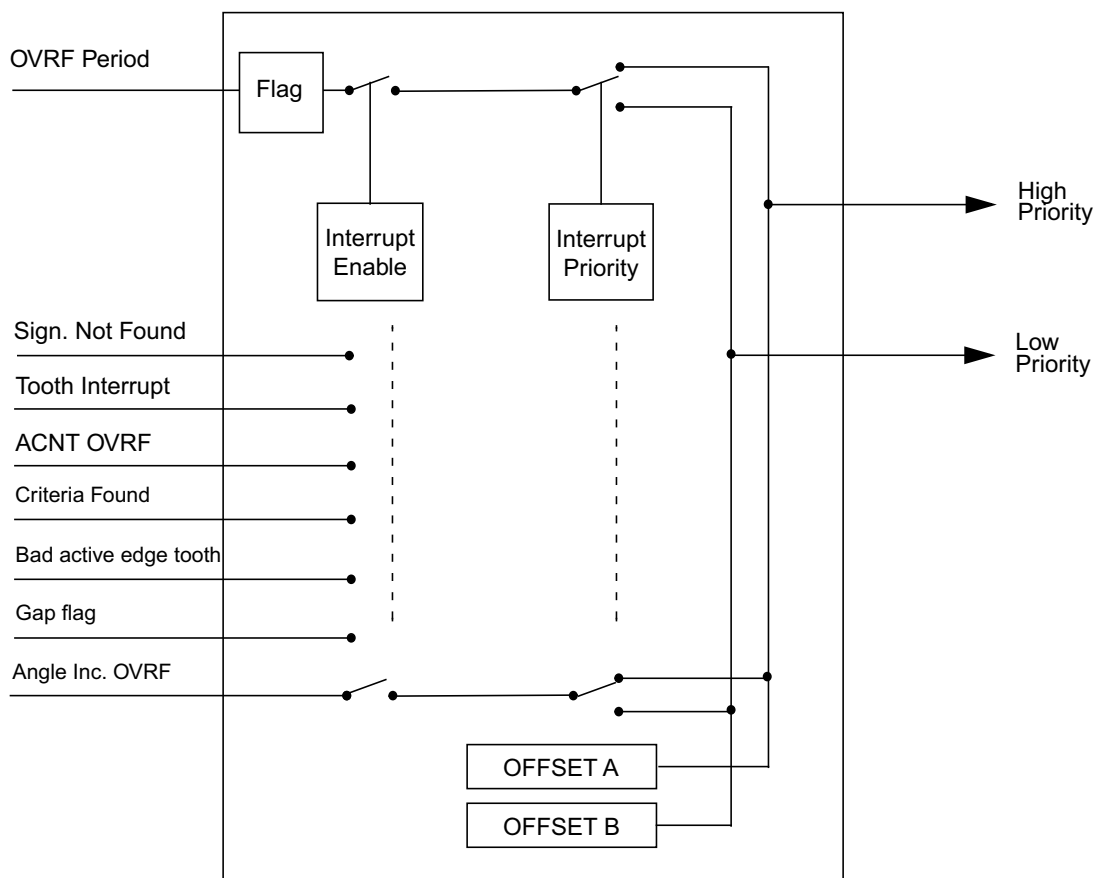 OVRF Period
Flag
Interrupt
Enable
Interrupt
Priority
High
Priority
Sign. Not Found
Low
Priority
Tooth Interrupt
ACNT OVRF
Criteria Found
Bad active edge tooth
Gap flag
Angle Inc. OVRF
OFFSET A
OFFSET B